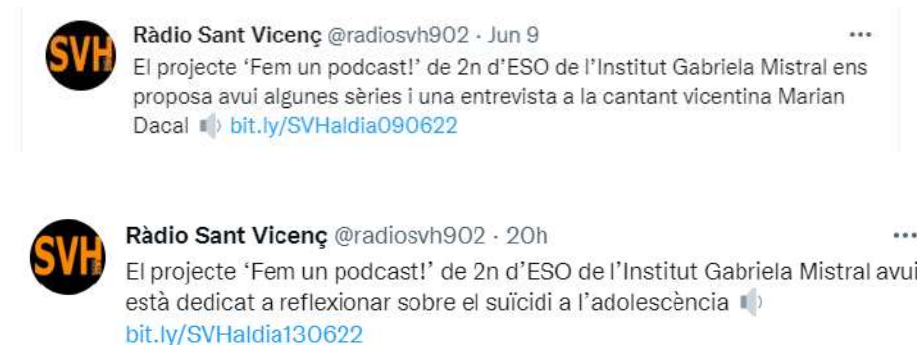 SVH
Ràdio Sant Vicenç @radiosvh902 · Jun 9
El projecte ‘Fem un podcast!’ de 2n d’ESO de l’Institut Gabriela Mistral ens
proposa avui algunes sèries i una entrevista a la cantant vicentina Marian
Dacal 🔊 bit.ly/SVHaldia090622
SVH
Ràdio Sant Vicenç @radiosvh902 · 20h
El projecte ‘Fem un podcast!’ de 2n d’ESO de l’Institut Gabriela Mistral avui
està dedicat a reflexionar sobre el suïcidi a l’adolescència 🔊
bit.ly/SVHaldia130622